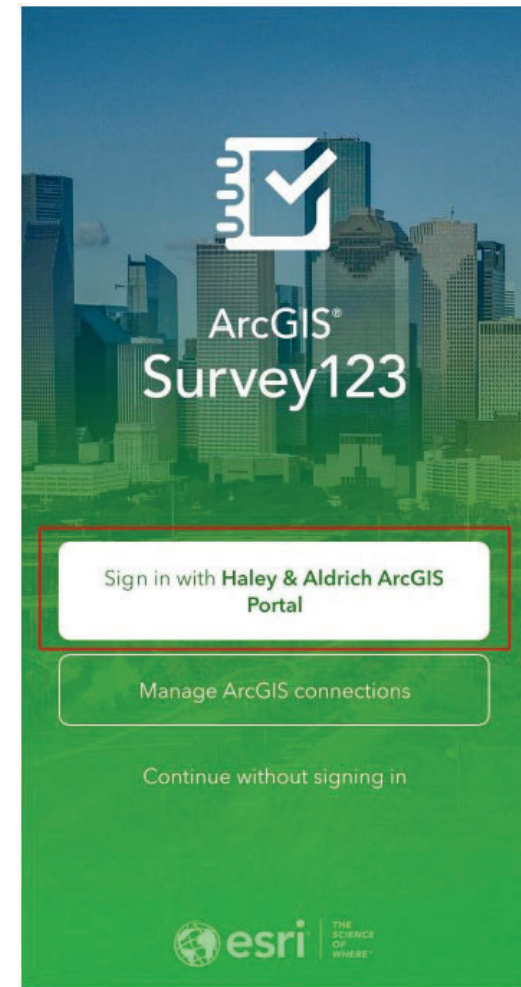 ArcGIS®
Survey123
Sign in with Haley & Aldrich ArcGIS
Portal
Manage ArcGIS connections
Continue without signing in
esri
THE
SCIENCE
OF
WHERE™